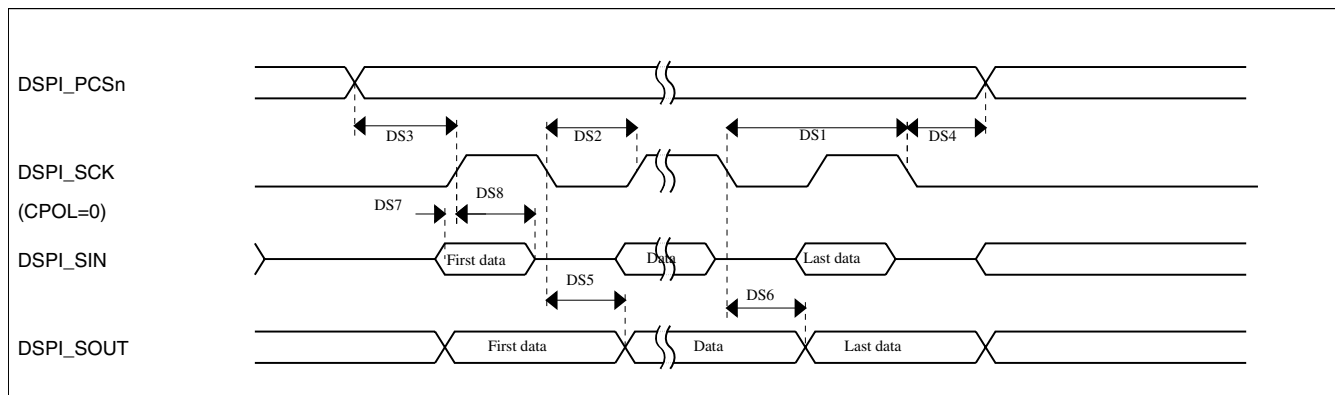 DSPI_PCSn
DS3
DS2
DS1
DS4
DSPI_SCK
(CPOL=0)
DS7
DS8
DSPI_SIN
First data
Data
Last data
DS5
DS6
DSPI_SOUT
First data
Data
Last data